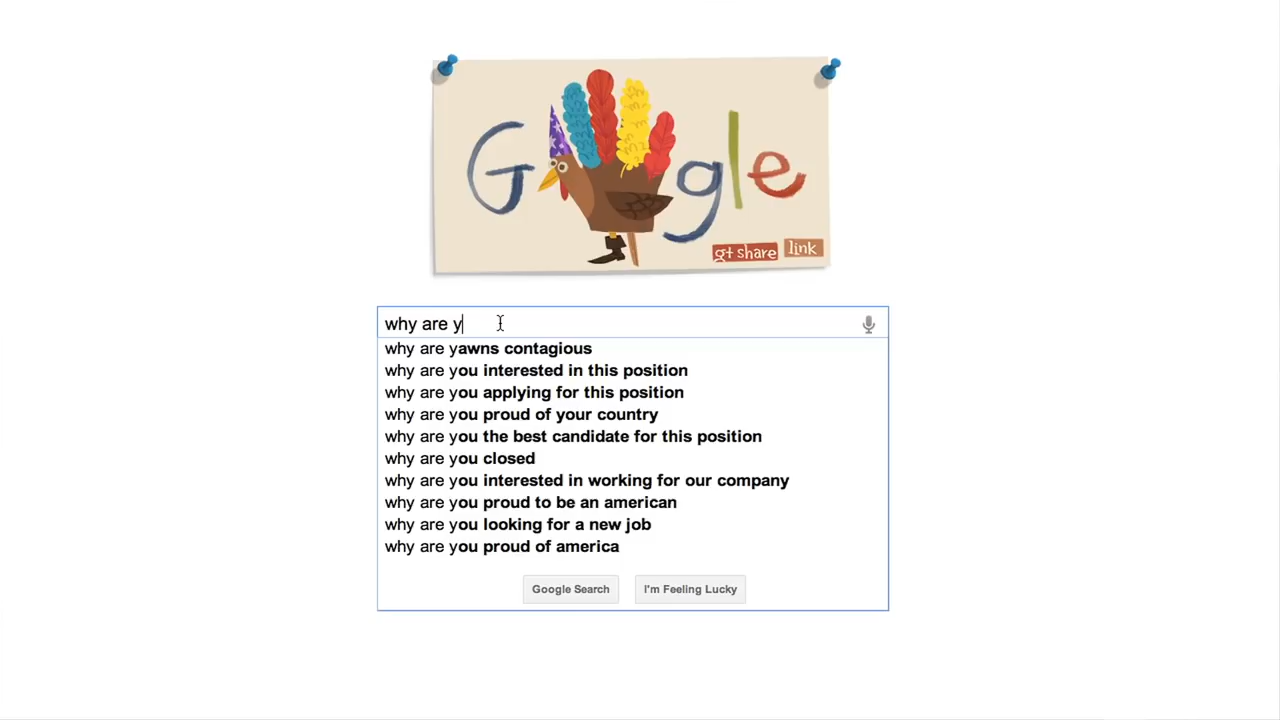 Google
g+ share
link
why are y
why are yawns contagious
why are you interested in this position
why are you applying for this position
why are you proud of your country
why are you the best candidate for this position
why are you closed
why are you interested in working for our company
why are you proud to be an american
why are you looking for a new job
why are you proud of america
Google Search
I'm Feeling Lucky